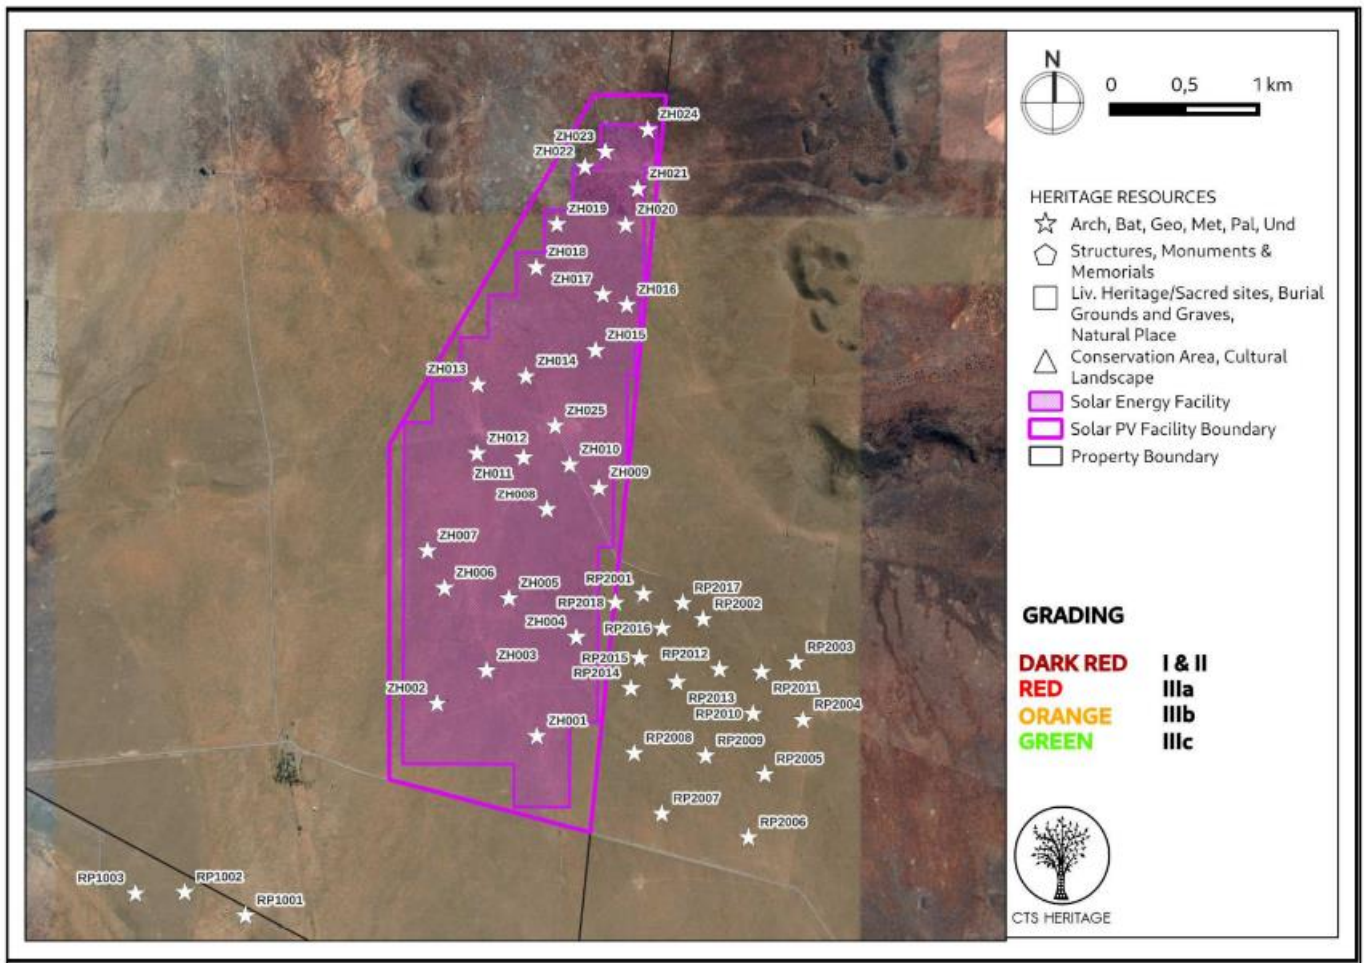 N
0 0,5 1 km
ZH024
ZH023
ZH022
ZH021
ZH019
ZH020
ZH018
ZH017
ZH016
ZH015
ZH014
ZH013
ZH025
ZH012
ZH010
ZH011
ZH009
ZH008
ZH007
ZH006
ZH005
RP2001
RP2017
RP2018
RP2002
ZH004
RP2016
RP2003
RP2015
RP2012
ZH003
RP2014
RP2011
ZH002
RP2013
RP2010
RP2004
ZH001
RP2008
RP2009
RP2005
RP2007
RP2006
RP1003
RP1002
RP1001
HERITAGE RESOURCES
Arch, Bat, Geo, Met, Pal, Und
Structures, Monuments &
Memorials
Liv. Heritage/Sacred sites, Burial
Grounds and Graves,
Natural Place
Conservation Area, Cultural
Landscape
Solar Energy Facility
Solar PV Facility Boundary
Property Boundary
GRADING
DARK RED I & II
RED IIIa
ORANGE IIIb
GREEN IIIc
CTS HERITAGE